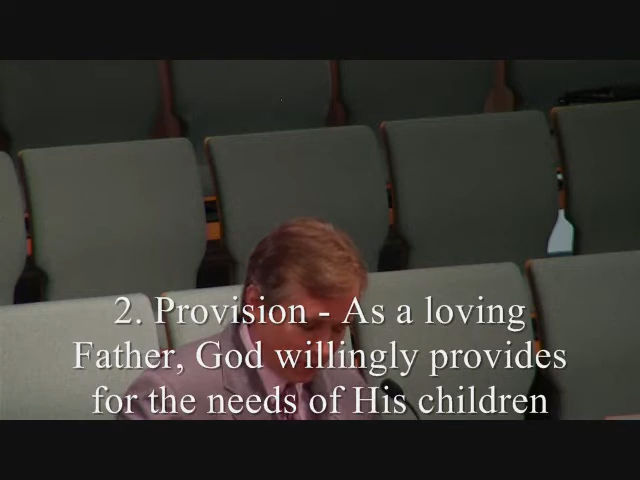 2. Provision - As a loving
Father, God willingly provides
for the needs of His children